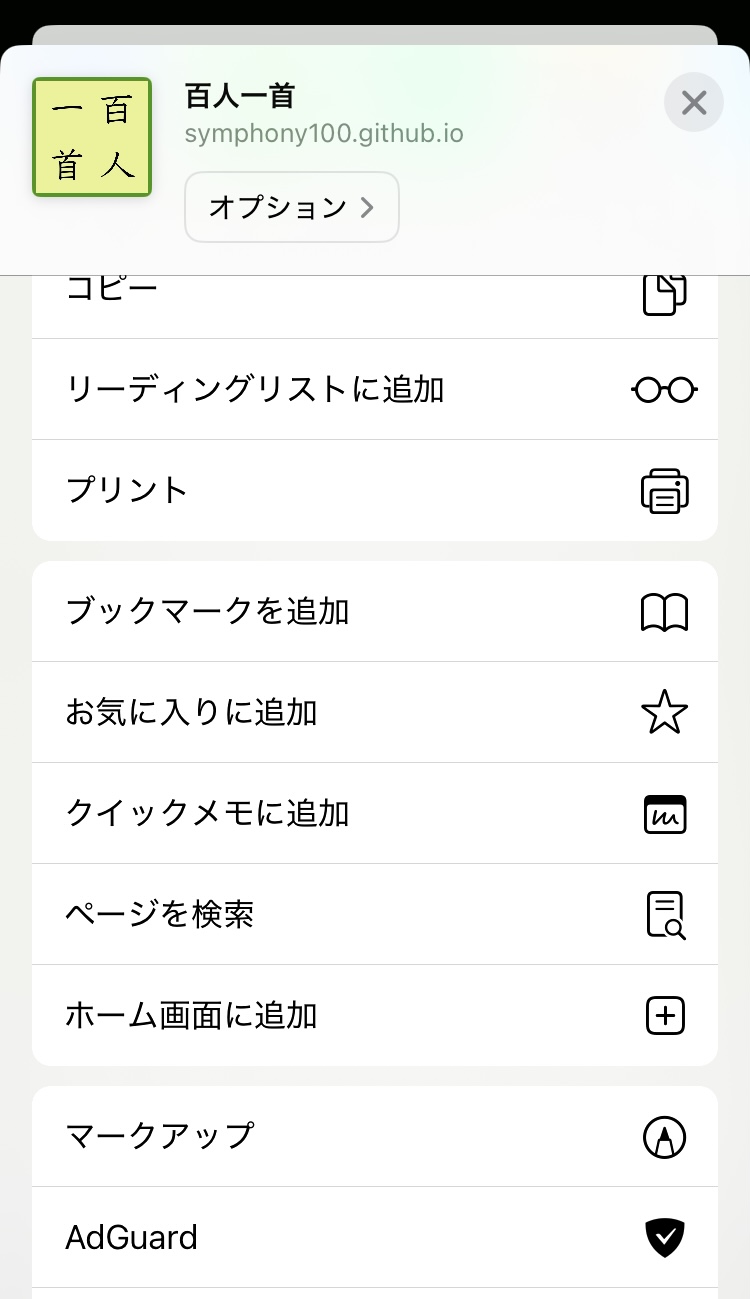 百人一首
百人一首
symphony100.github.io
オプション
コピー
リーディングリストに追加
プリント
ブックマークを追加
お気に入りに追加
クイックメモに追加
ページを検索
ホーム画面に追加
マークアップ
AdGuard